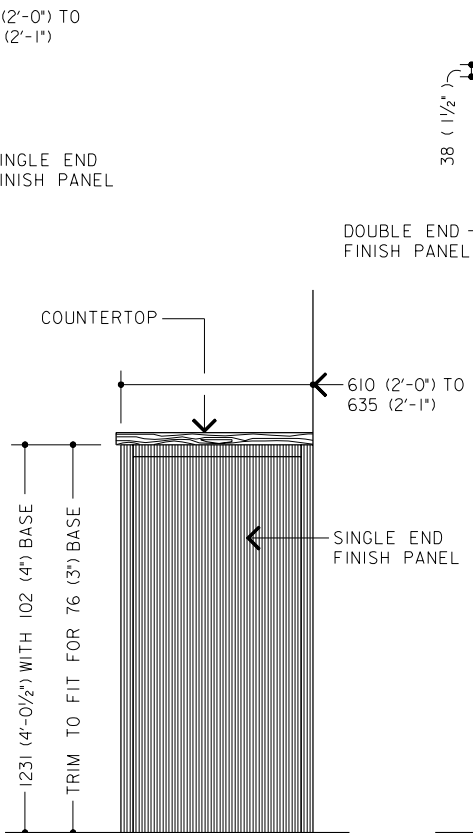 (2'-0") TO
(2'-1")
INGLE END
INISH PANEL
38 ( 1½" )
DOUBLE END
FINISH PANEL
COUNTERTOP
610 (2'-0") TO
635 (2'-1")
SINGLE END
FINISH PANEL
1231 (4'-0½") WITH 102 (4") BASE
TRIM TO FIT FOR 76 (3") BASE